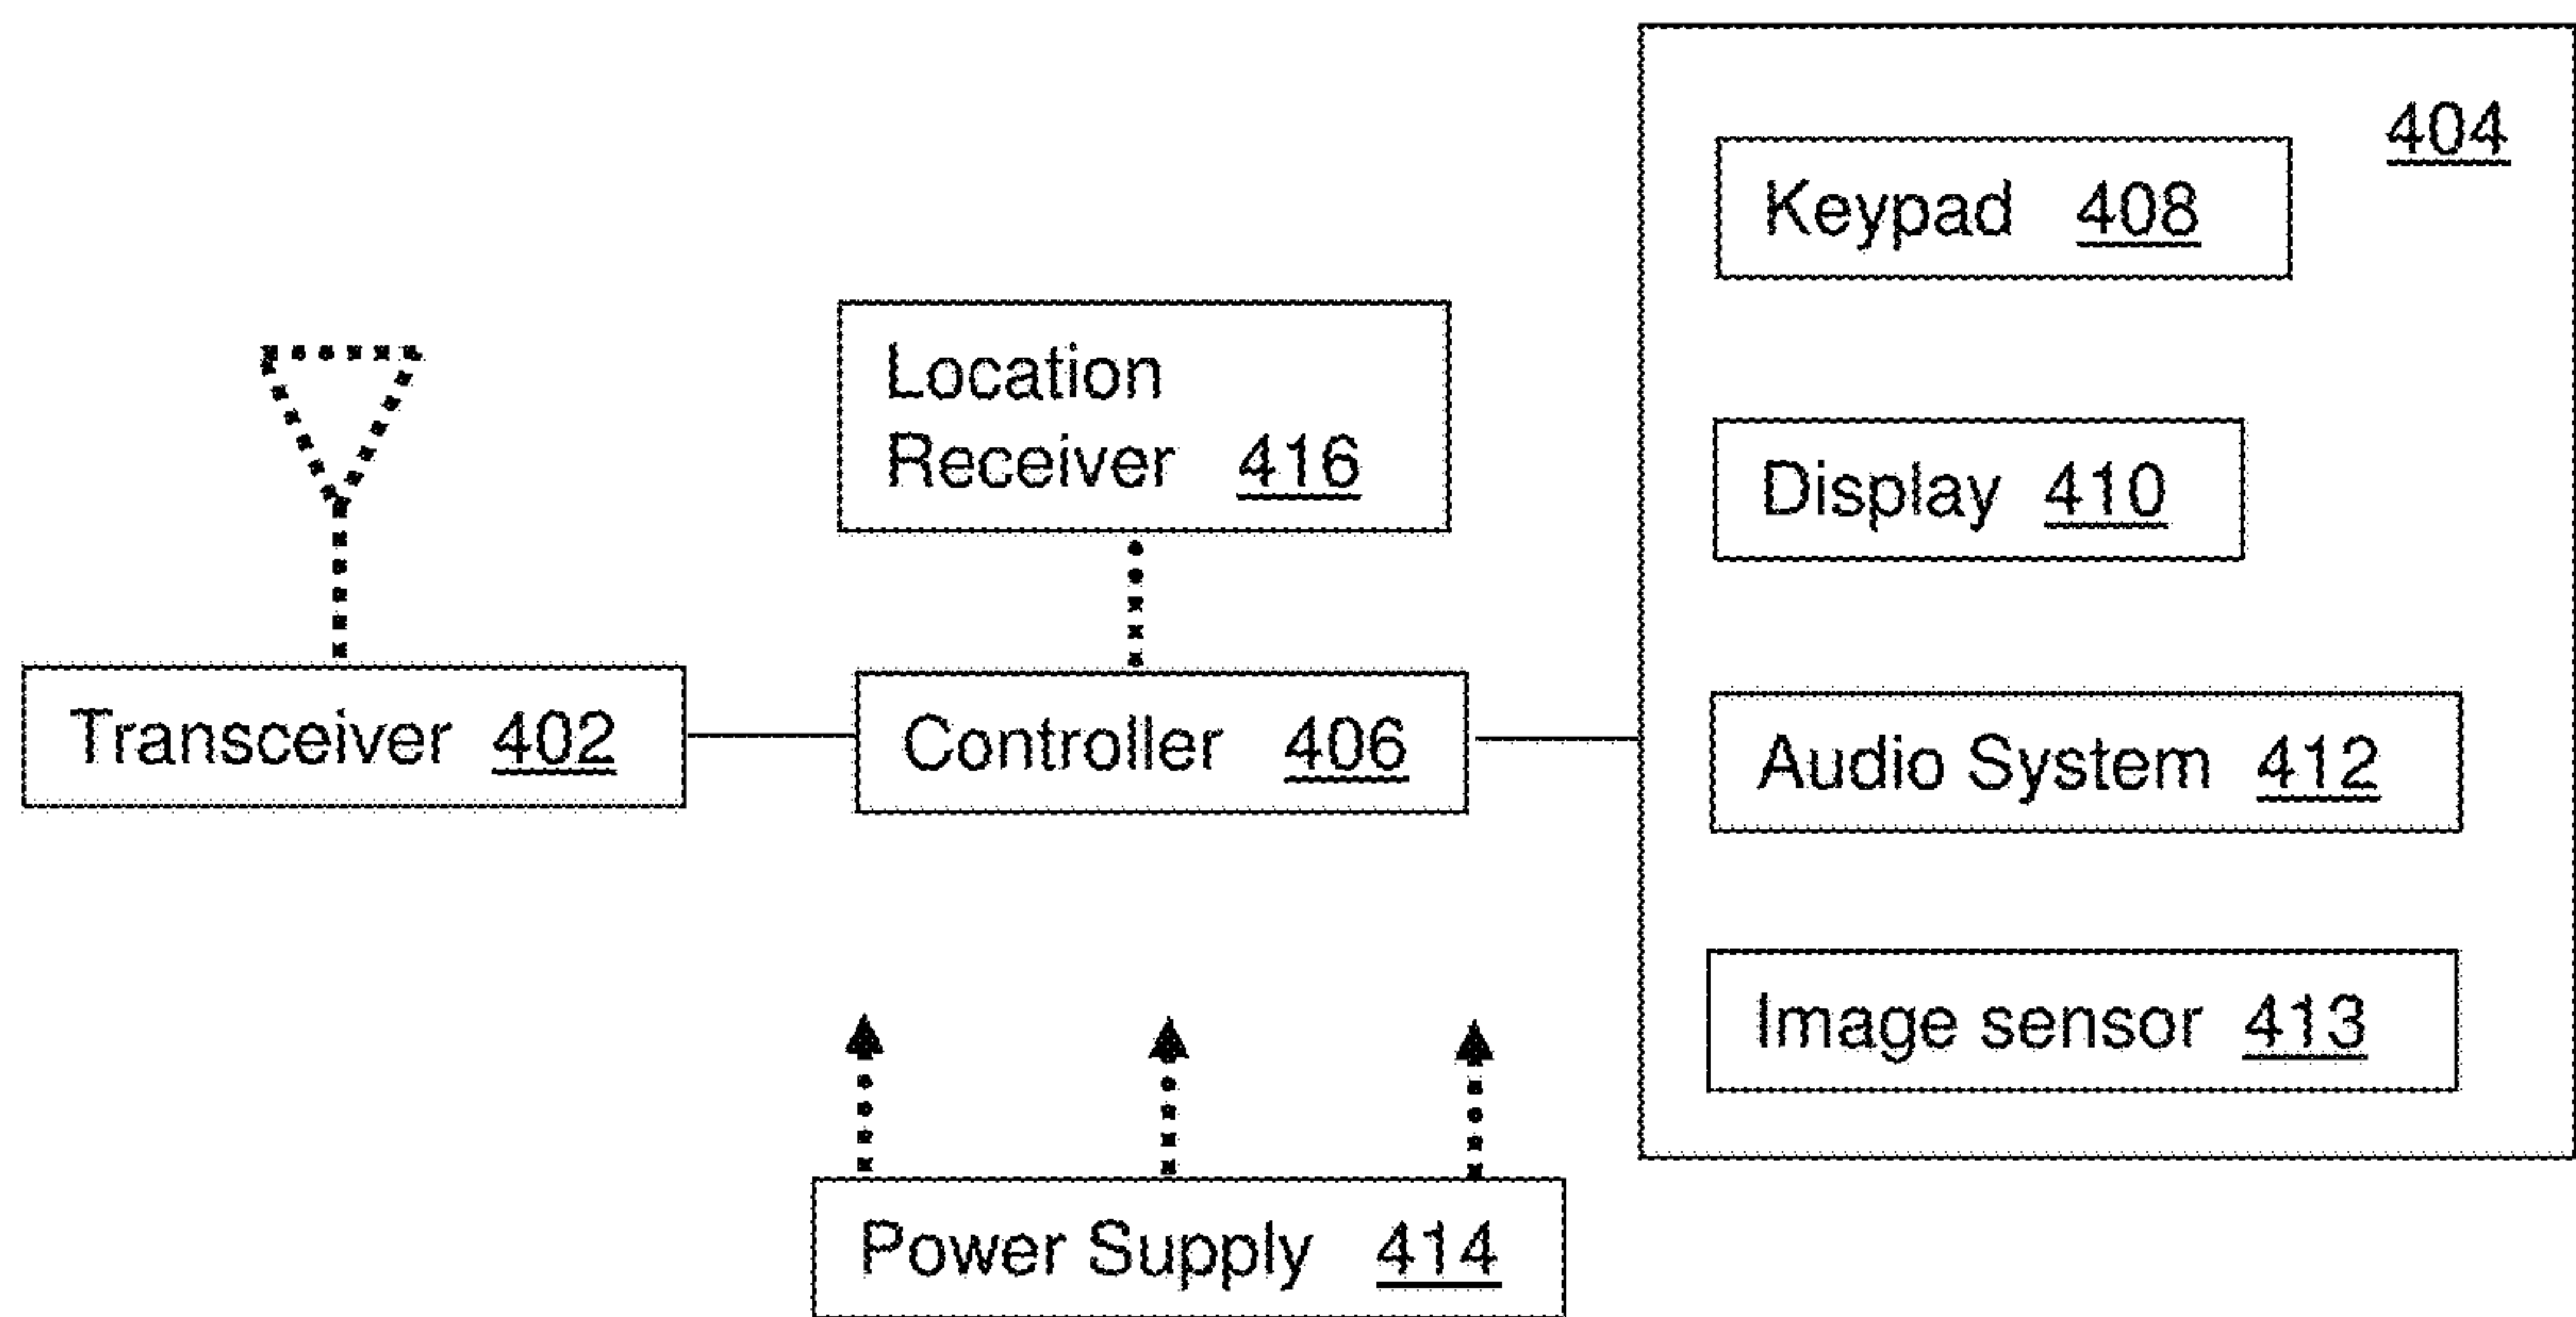 404
Keypad 408
Location
Receiver 416
Display 410
Transceiver 402
Controller 406
Audio System 412
Image sensor 413
Power Supply 414